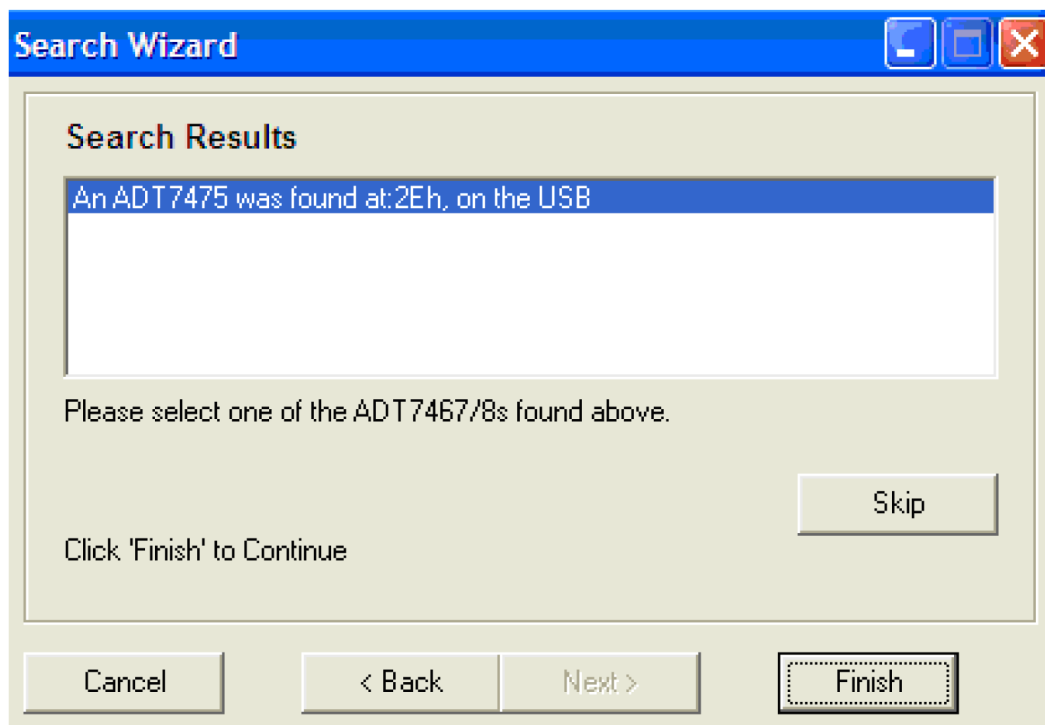 Search Wizard
Search Results
An ADT7475 was found at:2Eh, on the USB
Please select one of the ADT7467/8s found above.
Skip
Click 'Finish' to Continue
Cancel
< Back
Next >
Finish